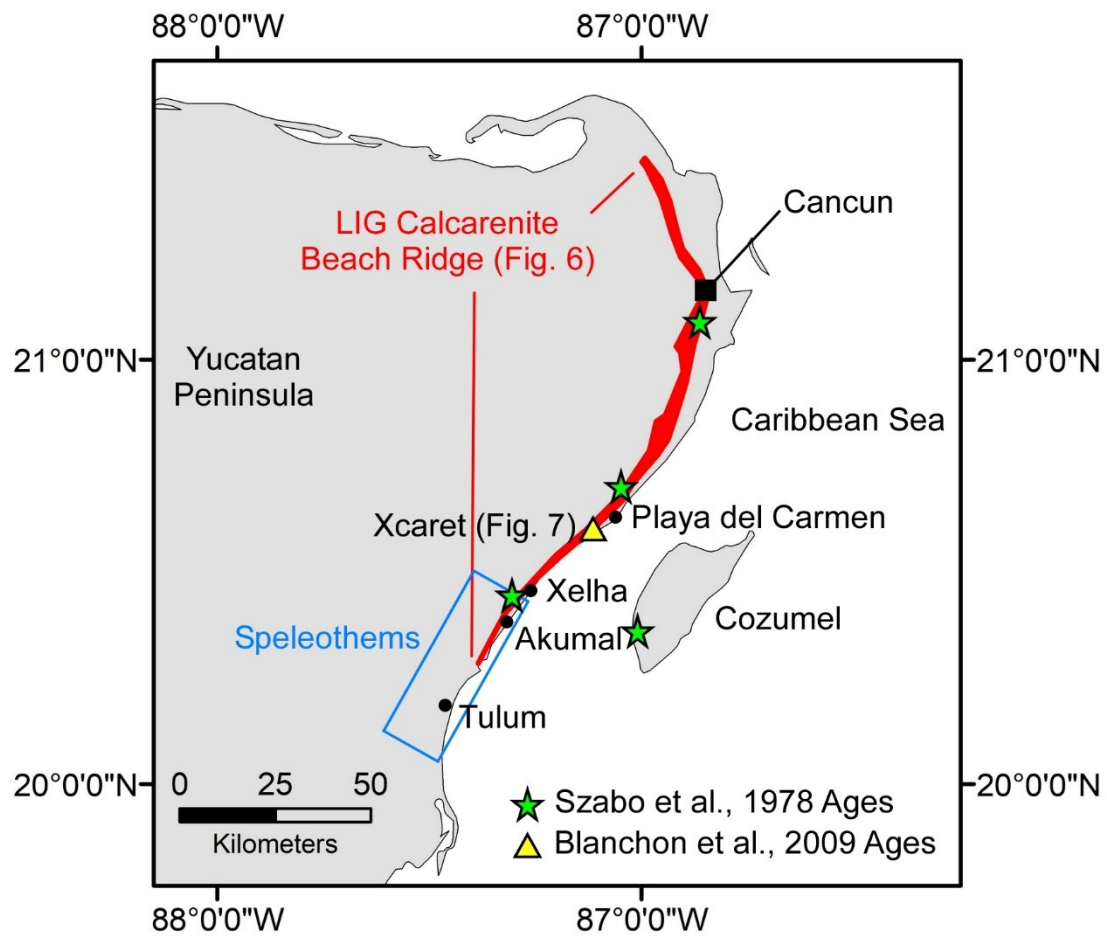 88°0'0"W
87°0'0"W
Cancun
LIG Calcarenite
Beach Ridge (Fig. 6)
21°0'0"N
Yucatan
Peninsula
21°0'0"N
Caribbean Sea
Xcaret (Fig. 7)
Playa del Carmen
Xelha
Speleothems
Akumal
Cozumel
Tulum
20°0'0"N
0 25 50
Kilometers
Szabo et al., 1978 Ages
Blanchon et al., 2009 Ages
20°0'0"N
88°0'0"W
87°0'0"W